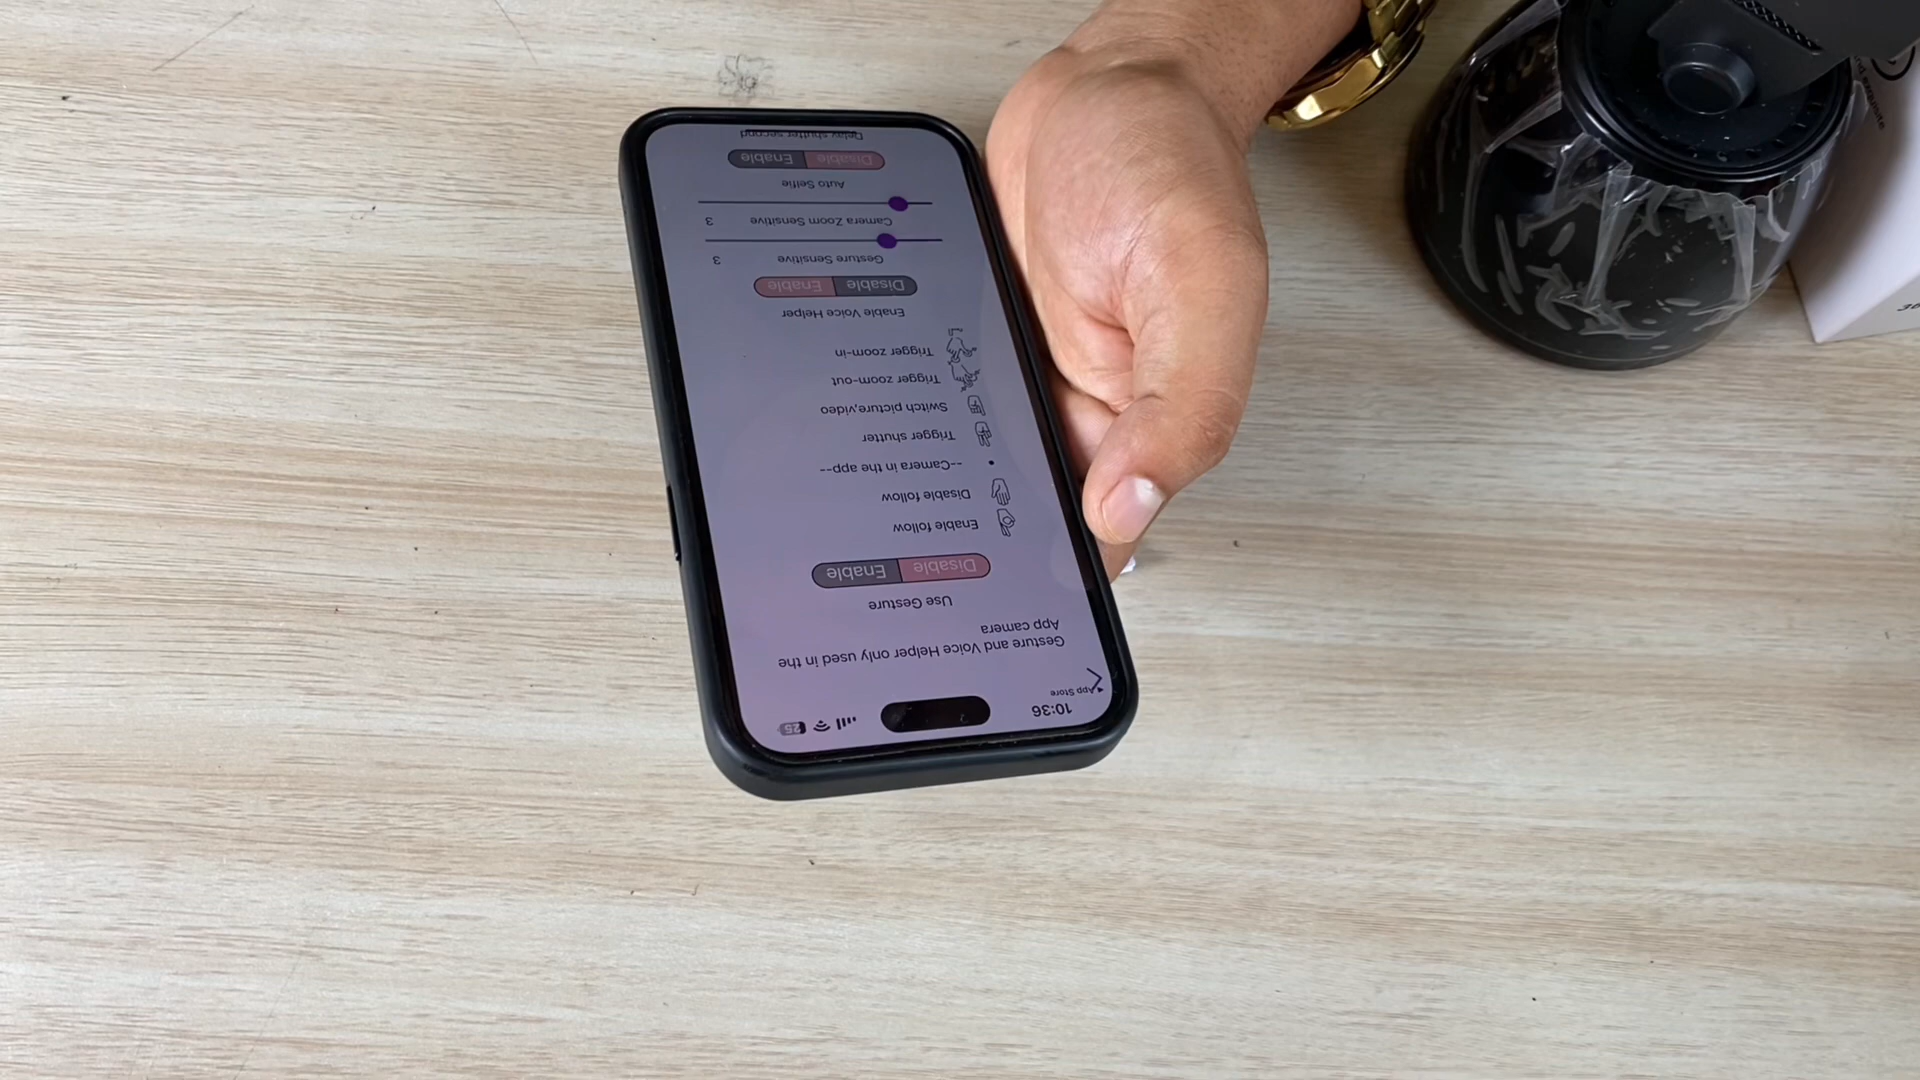 10:36
25
App Store
Gesture and Voice Helper only used in the
App camera
Use Gesture
Disable Enable
Enable follow
Disable follow
--Camera in the app--
Trigger shutter
Switch picture,video
Trigger zoom-out
Trigger zoom-in
Enable Voice Helper
Disable Enable
Gesture Sensitive 3
Camera Zoom Sensitive 3
Auto Selfie
Disable Enable
Delay shutter second